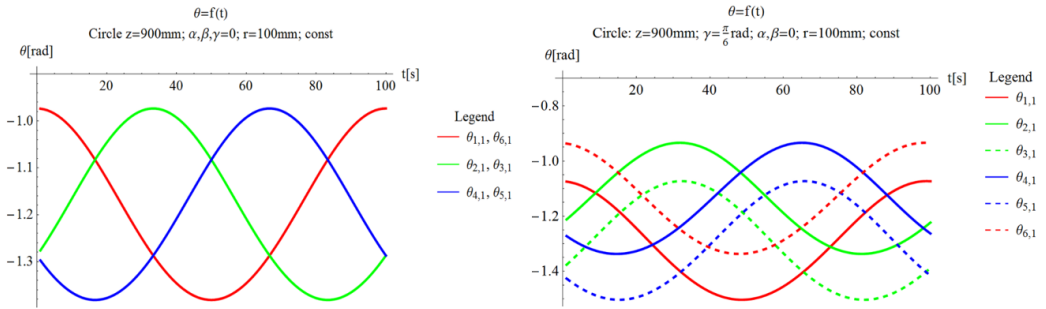 θ=f(t)
Circle z=900mm; α,β,γ=0; r=100mm; const
θ[rad]
t[s]
20
40
60
80
100
−1.0
−1.1
−1.2
−1.3
Legend
θ1,1, θ6,1
θ2,1, θ3,1
θ4,1, θ5,1
θ=f(t)
Circle: z=900mm; γ=π/6 rad; α,β=0; r=100mm; const
θ[rad]
t[s]
20
40
60
80
100
−0.8
−1.0
−1.2
−1.4
Legend
θ1,1
θ2,1
θ3,1
θ4,1
θ5,1
θ6,1